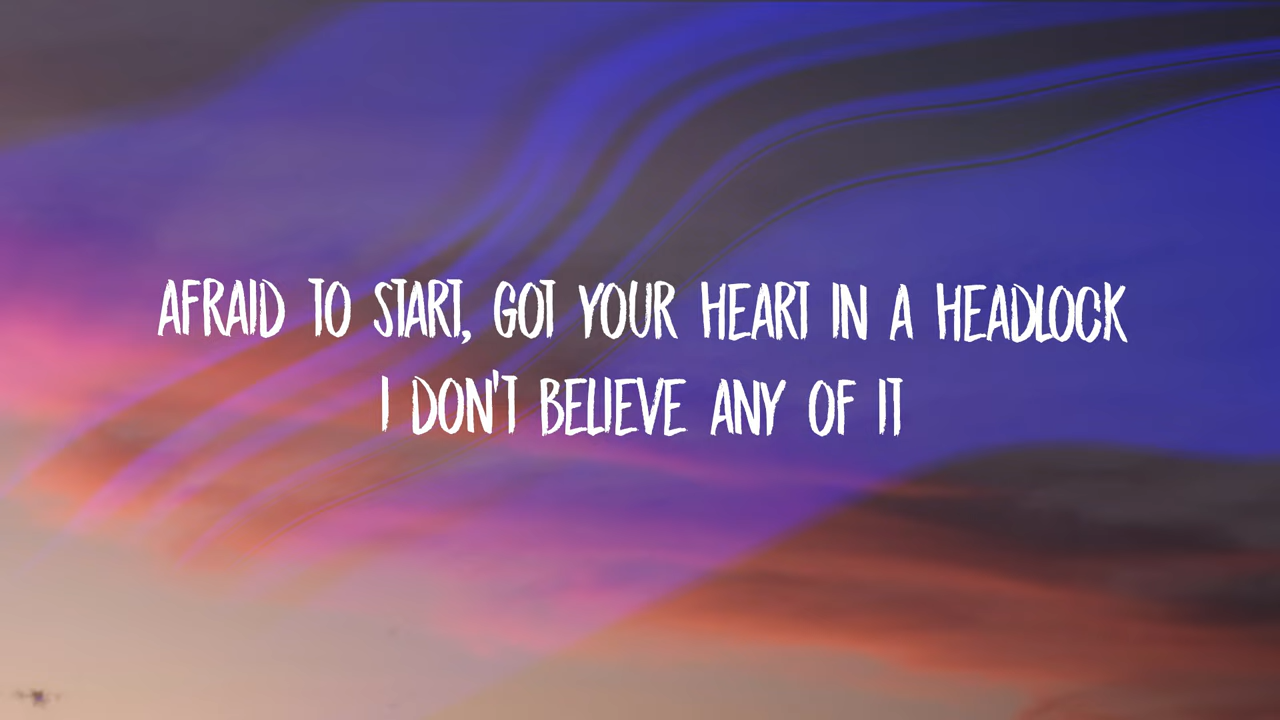 AFRAID TO START, GOT YOUR HEART IN A HEADLOCK
I DON'T BELIEVE ANY OF IT